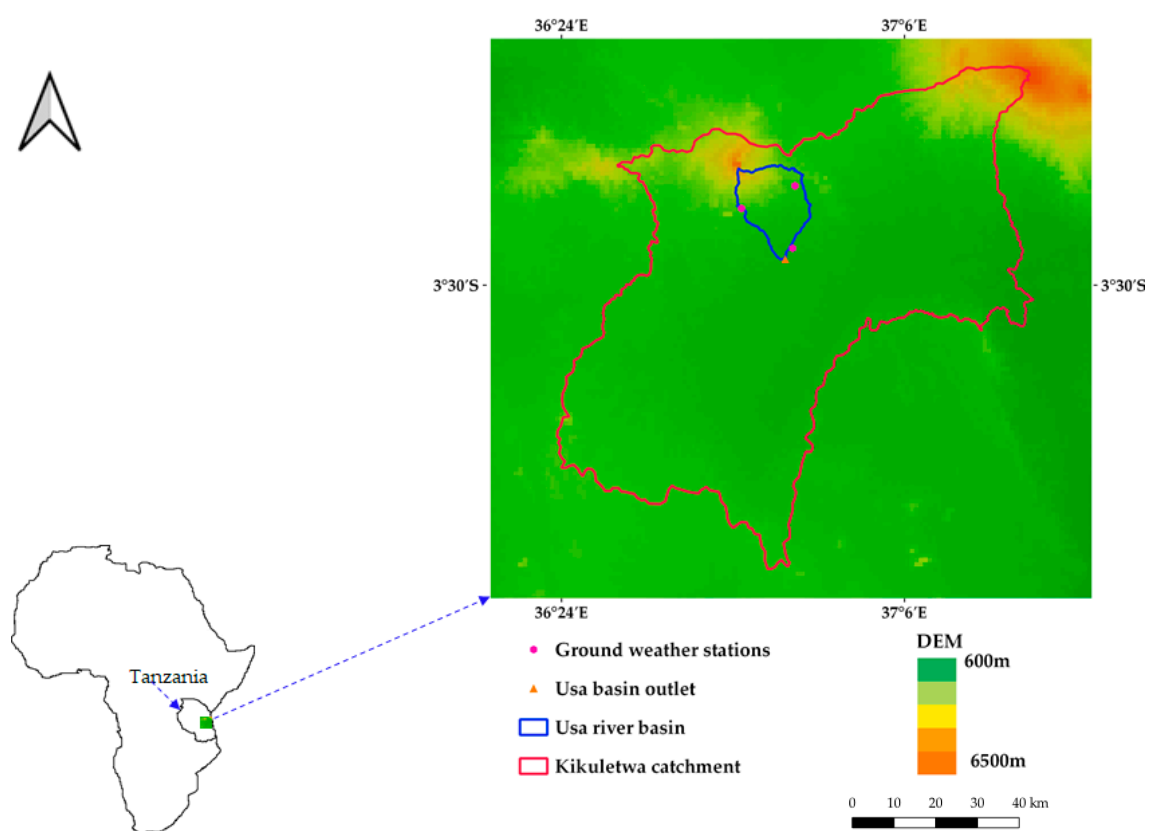 36°24′E
37°6′E
3°30′S
3°30′S
36°24′E
37°6′E
Tanzania
Ground weather stations
Usa basin outlet
Usa river basin
Kikuletwa catchment
DEM
600m
6500m
0 10 20 30 40 km